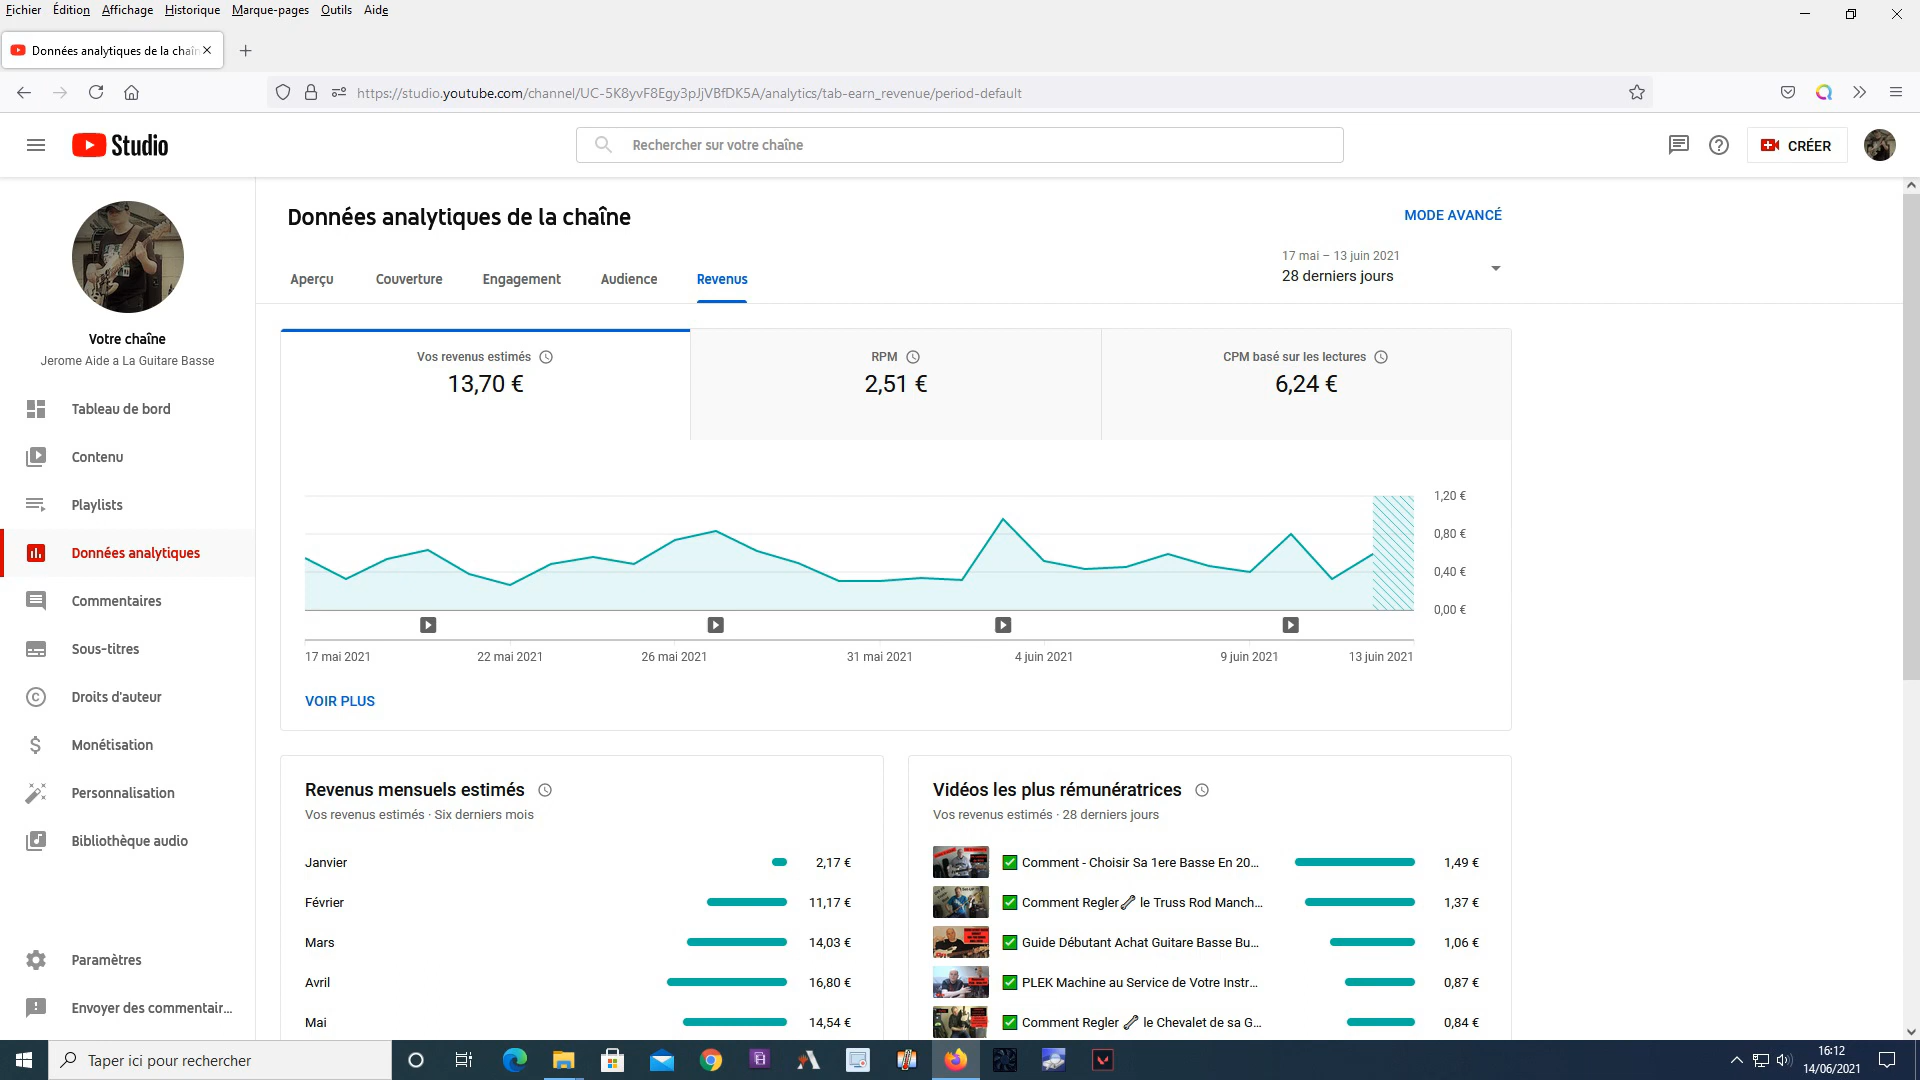 Fichier Édition Affichage Historique Marque-pages Outils Aide
Données analytiques de la chaîn
https://studio.youtube.com/channel/UC-5K8yvF8Egy3pJjVBfDK5A/analytics/tab-earn_revenue/period-default
Studio
Rechercher sur votre chaîne
CRÉER
Votre chaîne
Jerome Aide a La Guitare Basse
Tableau de bord
Contenu
Playlists
Données analytiques
Commentaires
Sous-titres
Droits d'auteur
Monétisation
Personnalisation
Bibliothèque audio
Paramètres
Envoyer des commentair...
Données analytiques de la chaîne
MODE AVANCÉ
Aperçu Couverture Engagement Audience Revenus
17 mai – 13 juin 2021
28 derniers jours
Vos revenus estimés
13,70 €
RPM
2,51 €
CPM basé sur les lectures
6,24 €
1,20 €
0,80 €
0,40 €
0,00 €
17 mai 2021 22 mai 2021 26 mai 2021 31 mai 2021 4 juin 2021 9 juin 2021 13 juin 2021
VOIR PLUS
Revenus mensuels estimés
Vos revenus estimés · Six derniers mois
Janvier 2,17 €
Février 11,17 €
Mars 14,03 €
Avril 16,80 €
Mai 14,54 €
Vidéos les plus rémunératrices
Vos revenus estimés · 28 derniers jours
✅ Comment - Choisir Sa 1ere Basse En 20... 1,49 €
✅ Comment Regler🔧 le Truss Rod Manch... 1,37 €
✅ Guide Débutant Achat Guitare Basse Bu... 1,06 €
✅ PLEK Machine au Service de Votre Instr... 0,87 €
✅ Comment Regler 🔧 le Chevalet de sa G... 0,84 €
Taper ici pour rechercher
16:12
14/06/2021